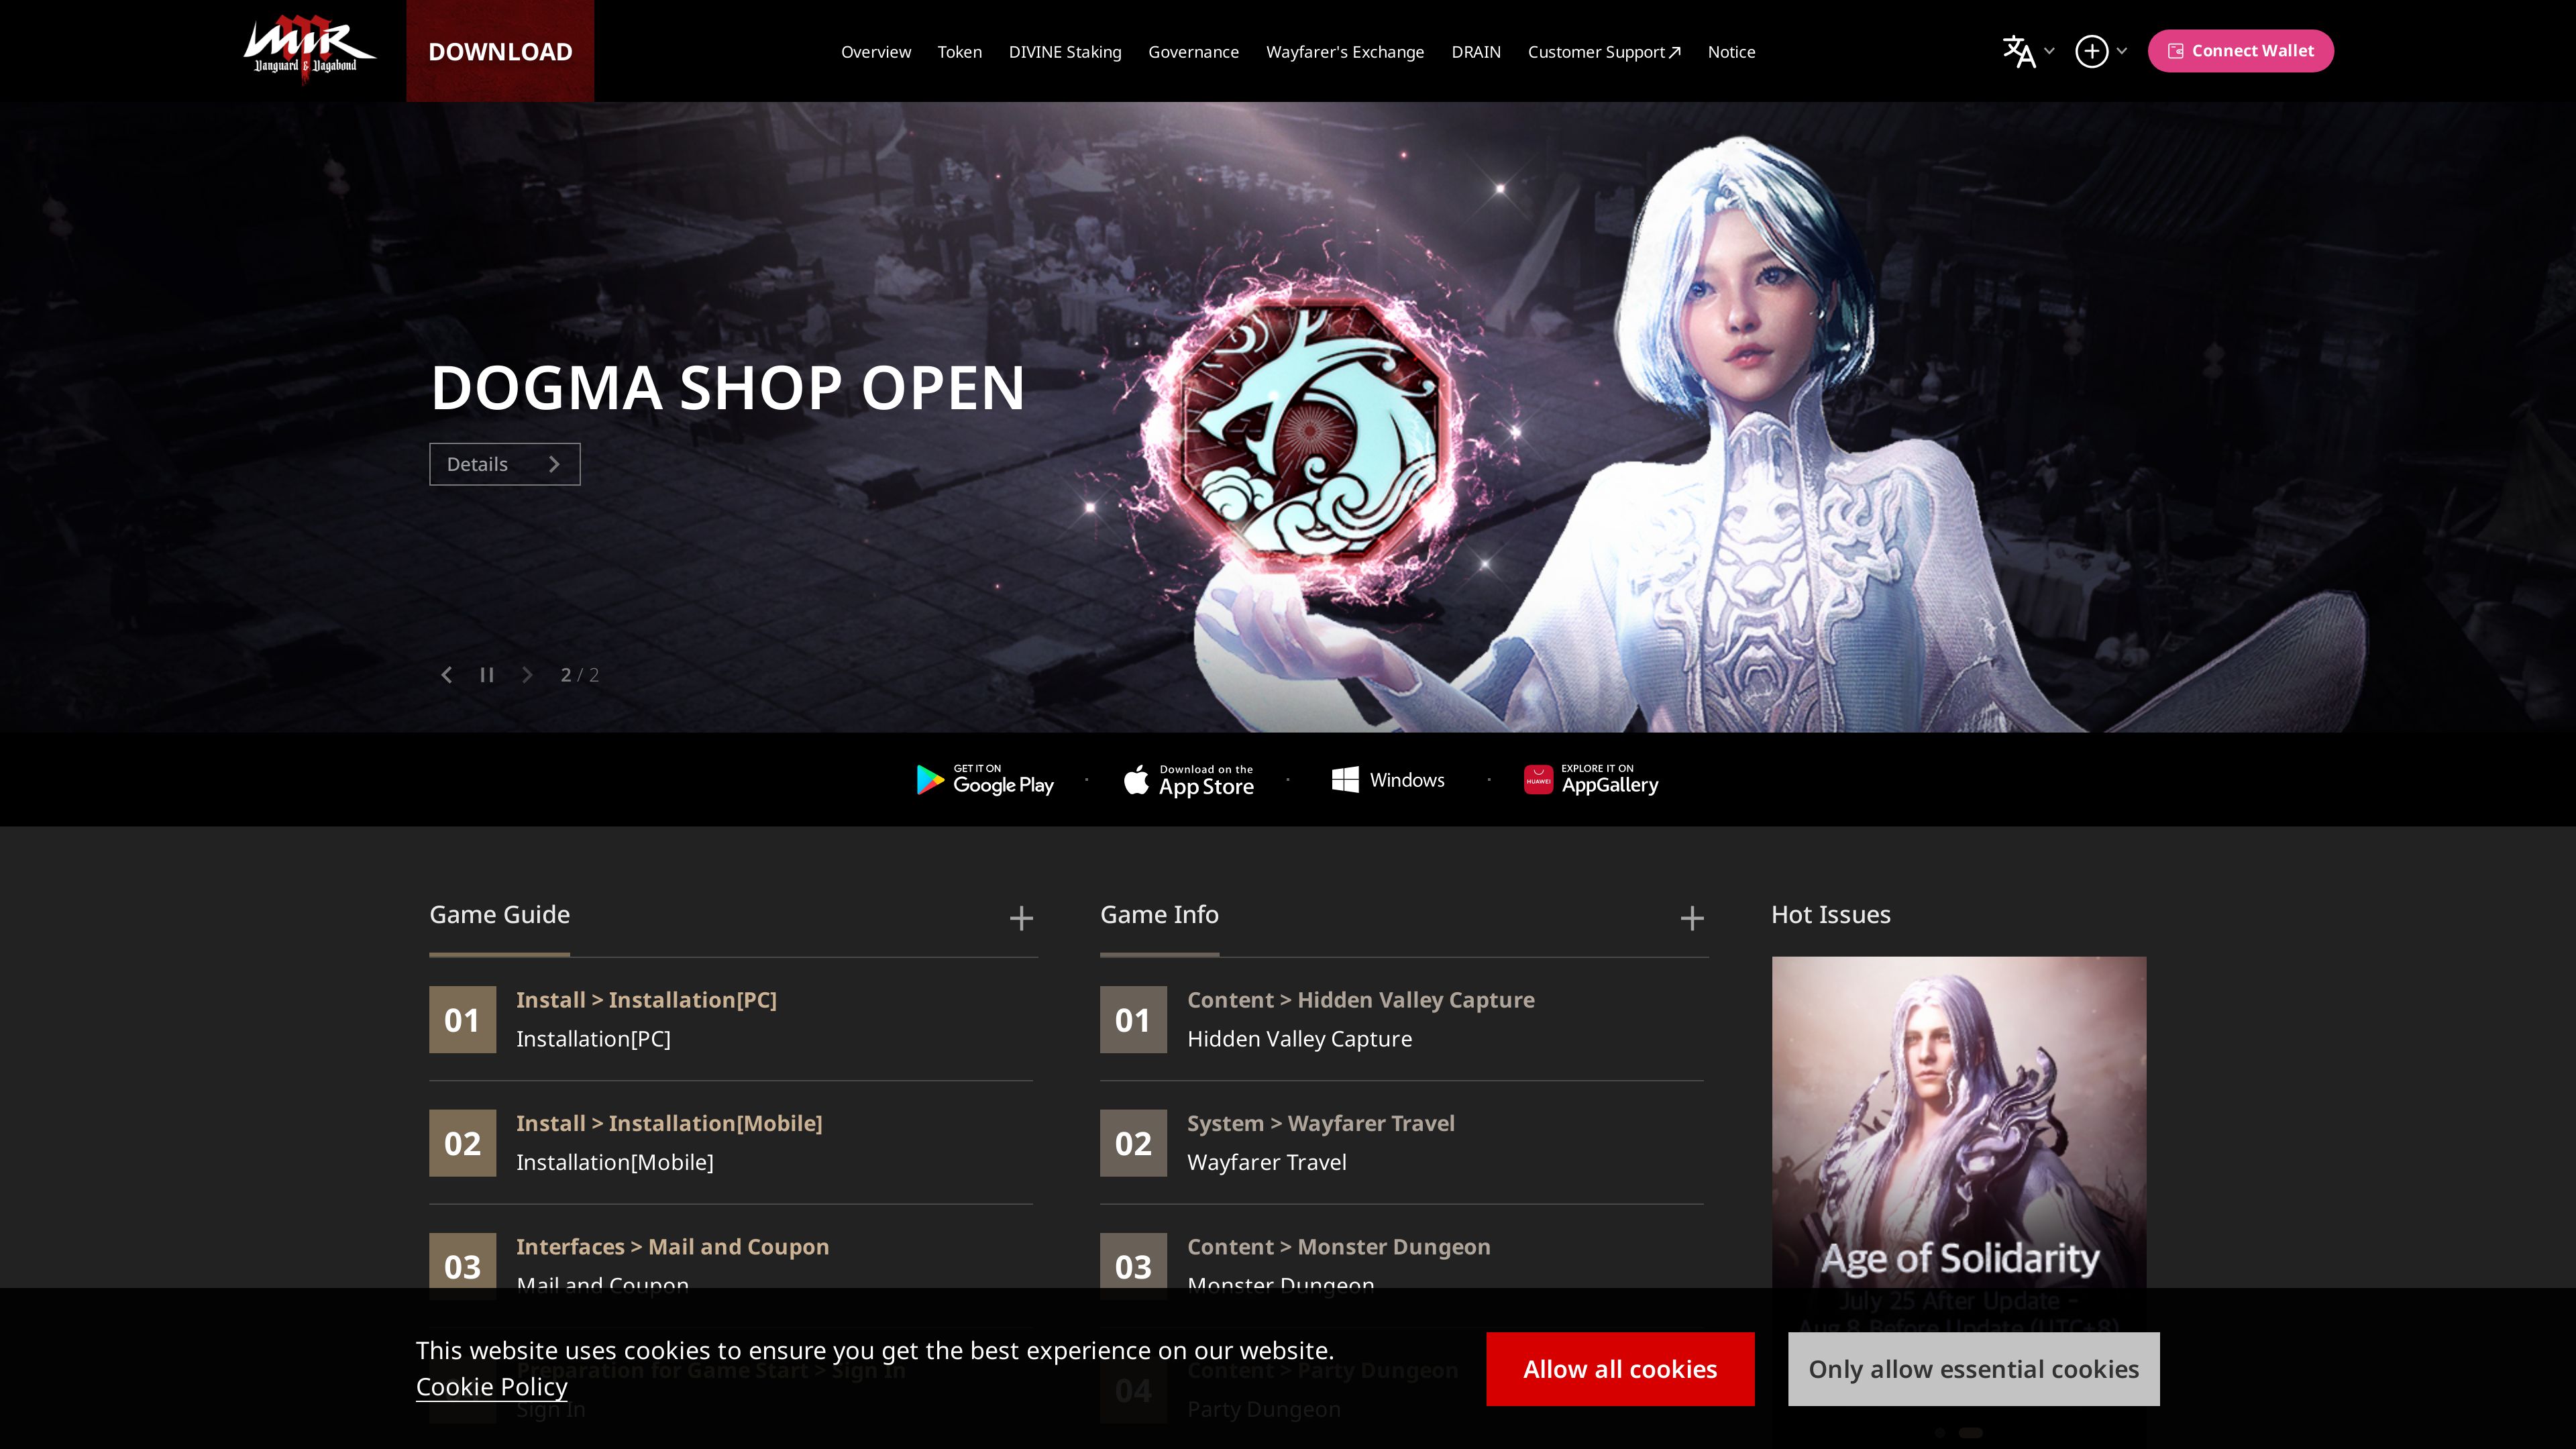 MIR
Vanguard & Vagabond
DOWNLOAD
Overview
Token
DIVINE Staking
Governance
Wayfarer's Exchange
DRAIN
Customer Support
Notice
Connect Wallet
DOGMA SHOP OPEN
Details
2 / 2
GET IT ON
Google Play
Download on the
App Store
Windows
HUAWEI
EXPLORE IT ON
AppGallery
Game Guide
01
Install > Installation[PC]
Installation[PC]
02
Install > Installation[Mobile]
Installation[Mobile]
03
Interfaces > Mail and Coupon
Mail and Coupon
Preparation for Game Start > Sign In
Sign In
Game Info
01
Content > Hidden Valley Capture
Hidden Valley Capture
02
System > Wayfarer Travel
Wayfarer Travel
03
Content > Monster Dungeon
Monster Dungeon
04
Content > Party Dungeon
Party Dungeon
Hot Issues
Age of Solidarity
July 25 After Update –
Aug 8 Before Update (UTC+8)
This website uses cookies to ensure you get the best experience on our website.
Cookie Policy
Allow all cookies
Only allow essential cookies